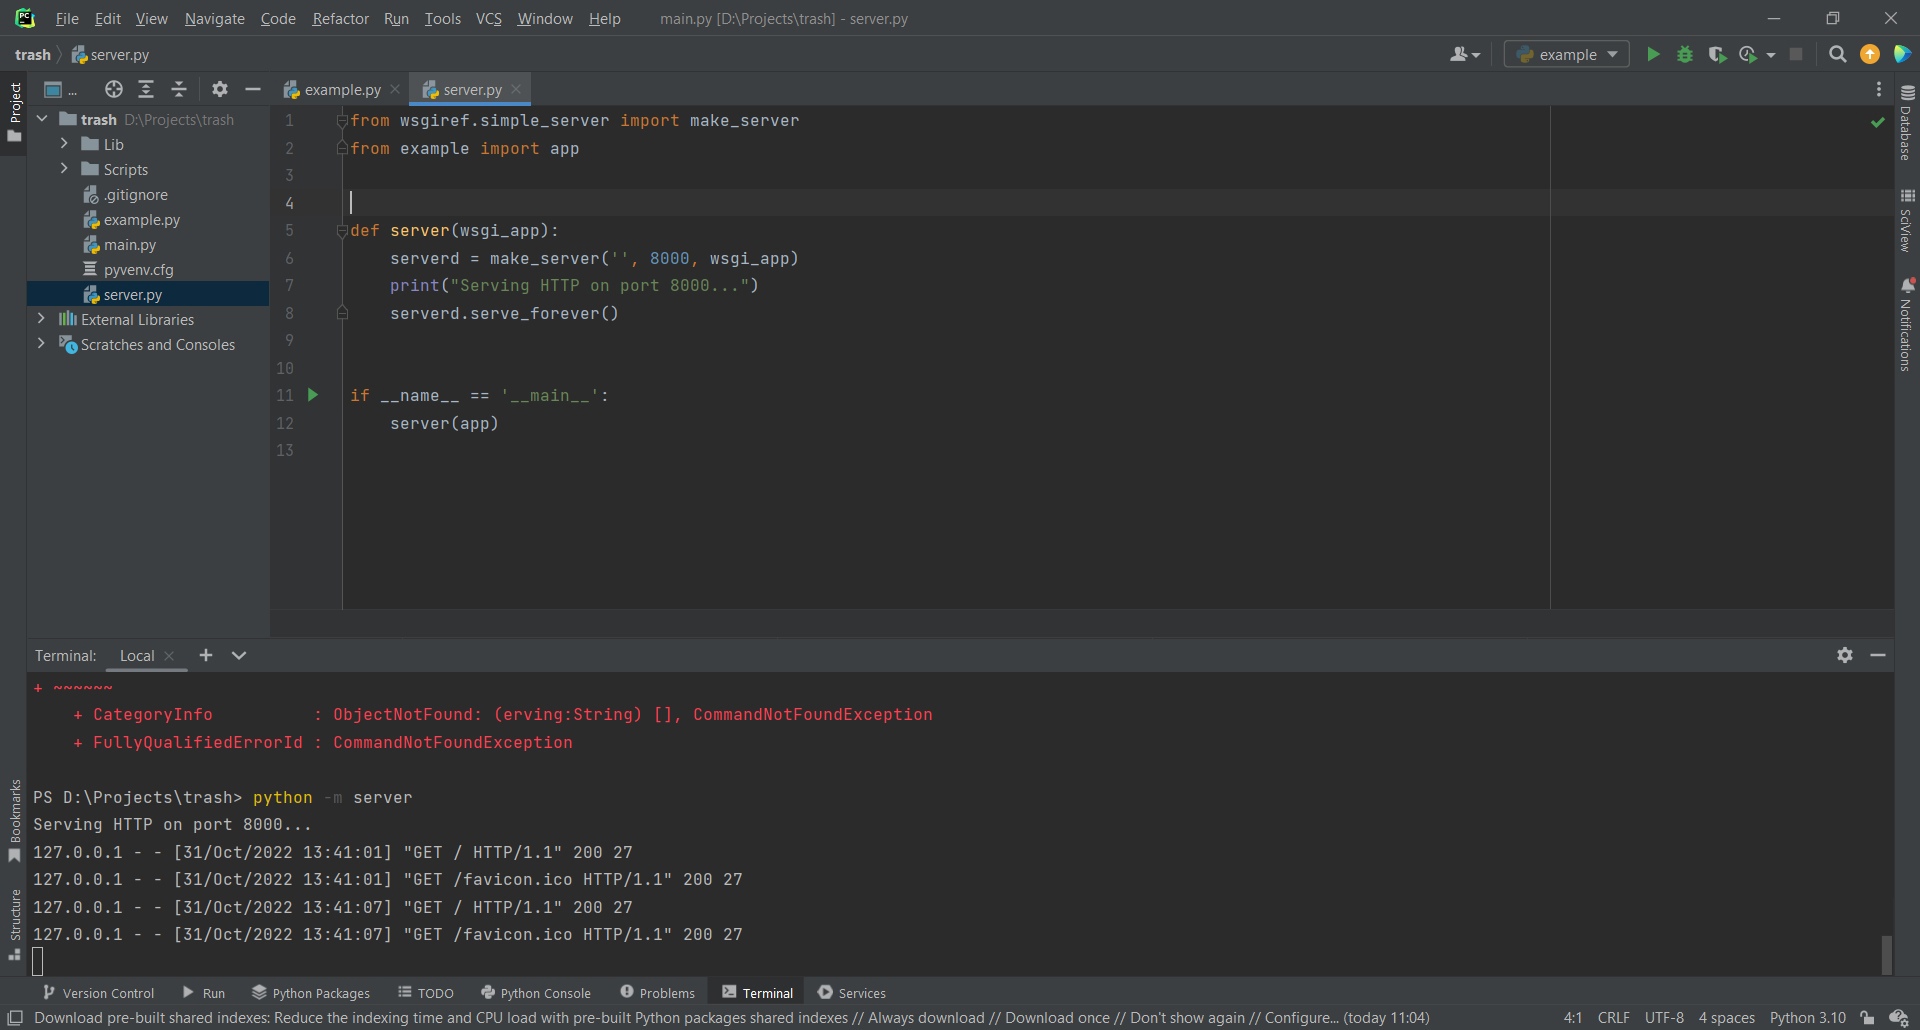 File Edit View Navigate Code Refactor Run Tools VCS Window Help main.py [D:\Projects\trash] - server.py
trash server.py example
Project
... example.py server.py
trash D:\Projects\trash
Lib
Scripts
.gitignore
example.py
main.py
pyvenv.cfg
server.py
External Libraries
Scratches and Consoles
1 from wsgiref.simple_server import make_server
2 from example import app
3
4
5 def server(wsgi_app):
6 serverd = make_server('', 8000, wsgi_app)
7 print("Serving HTTP on port 8000...")
8 serverd.serve_forever()
9
10
11 if __name__ == '__main__':
12 server(app)
13
Database
SciView
Notifications
Terminal: Local
+ ~~~~~~
+ CategoryInfo : ObjectNotFound: (erving:String) [], CommandNotFoundException
+ FullyQualifiedErrorId : CommandNotFoundException
PS D:\Projects\trash> python -m server
Serving HTTP on port 8000...
127.0.0.1 - - [31/Oct/2022 13:41:01] "GET / HTTP/1.1" 200 27
127.0.0.1 - - [31/Oct/2022 13:41:01] "GET /favicon.ico HTTP/1.1" 200 27
127.0.0.1 - - [31/Oct/2022 13:41:07] "GET / HTTP/1.1" 200 27
127.0.0.1 - - [31/Oct/2022 13:41:07] "GET /favicon.ico HTTP/1.1" 200 27
Bookmarks
Structure
Version Control Run Python Packages TODO Python Console Problems Terminal Services
Download pre-built shared indexes: Reduce the indexing time and CPU load with pre-built Python packages shared indexes // Always download // Download once // Don't show again // Configure... (today 11:04) 4:1 CRLF UTF-8 4 spaces Python 3.10